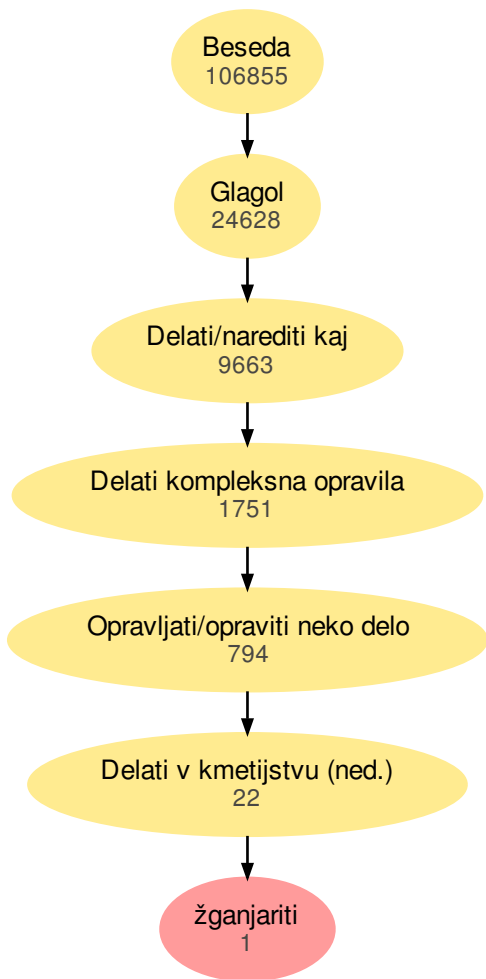 Beseda
106855
Glagol
24628
Delati/narediti kaj
9663
Delati kompleksna opravila
1751
Opravljati/opraviti neko delo
794
Delati v kmetijstvu (ned.)
22
žganjariti
1